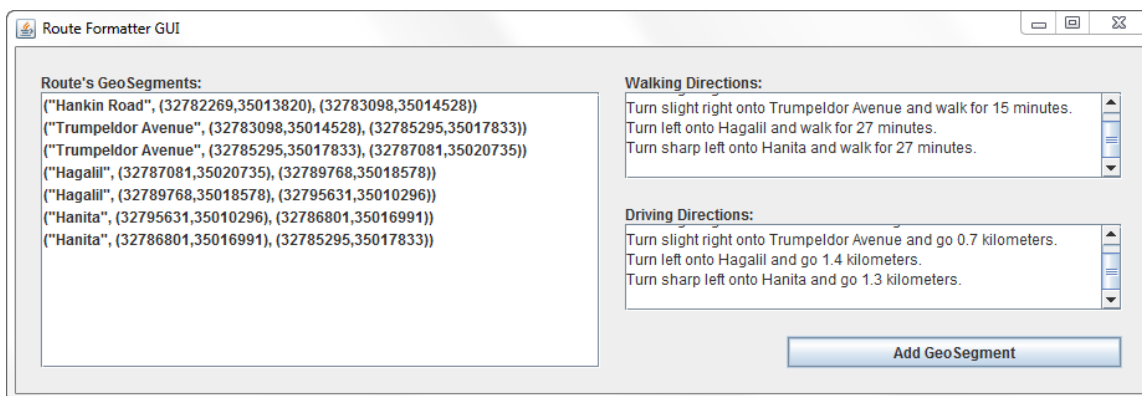 Route Formatter GUI
Route's GeoSegments:
("Hankin Road", (32782269,35013820), (32783098,35014528))
("Trumpeldor Avenue", (32783098,35014528), (32785295,35017833))
("Trumpeldor Avenue", (32785295,35017833), (32787081,35020735))
("Hagalil", (32787081,35020735), (32789768,35018578))
("Hagalil", (32789768,35018578), (32795631,35010296))
("Hanita", (32795631,35010296), (32786801,35016991))
("Hanita", (32786801,35016991), (32785295,35017833))
Walking Directions:
Turn slight right onto Trumpeldor Avenue and walk for 15 minutes.
Turn left onto Hagalil and walk for 27 minutes.
Turn sharp left onto Hanita and walk for 27 minutes.
Driving Directions:
Turn slight right onto Trumpeldor Avenue and go 0.7 kilometers.
Turn left onto Hagalil and go 1.4 kilometers.
Turn sharp left onto Hanita and go 1.3 kilometers.
Add GeoSegment